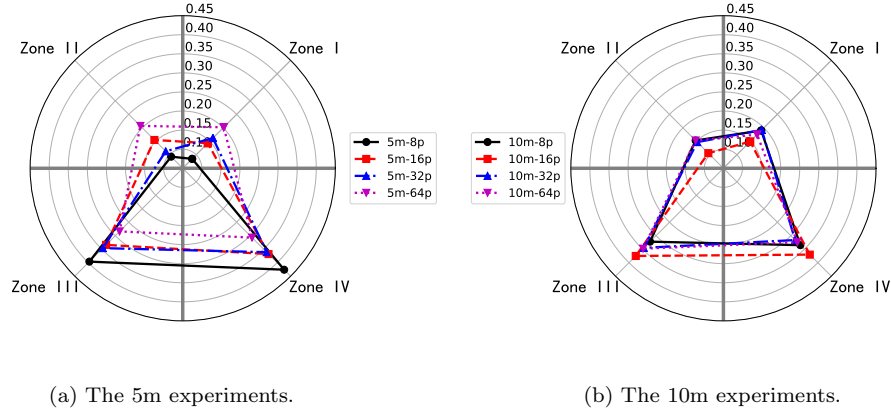 0.45
0.40
0.35
0.30
0.25
0.20
0.15
Zone II
Zone I
Zone III
Zone IV
5m-8p
5m-16p
5m-32p
5m-64p
(a) The 5m experiments.
0.45
0.40
0.35
0.30
0.25
0.20
0.15
Zone II
Zone I
Zone III
Zone IV
10m-8p
10m-16p
10m-32p
10m-64p
(b) The 10m experiments.